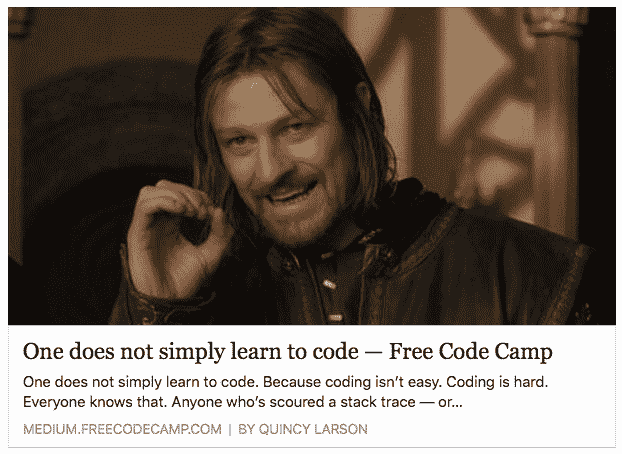 One does not simply learn to code — Free Code Camp
One does not simply learn to code. Because coding isn’t easy. Coding is hard.
Everyone knows that. Anyone who’s scoured a stack trace — or...
MEDIUM.FREECODECAMP.COM | BY QUINCY LARSON